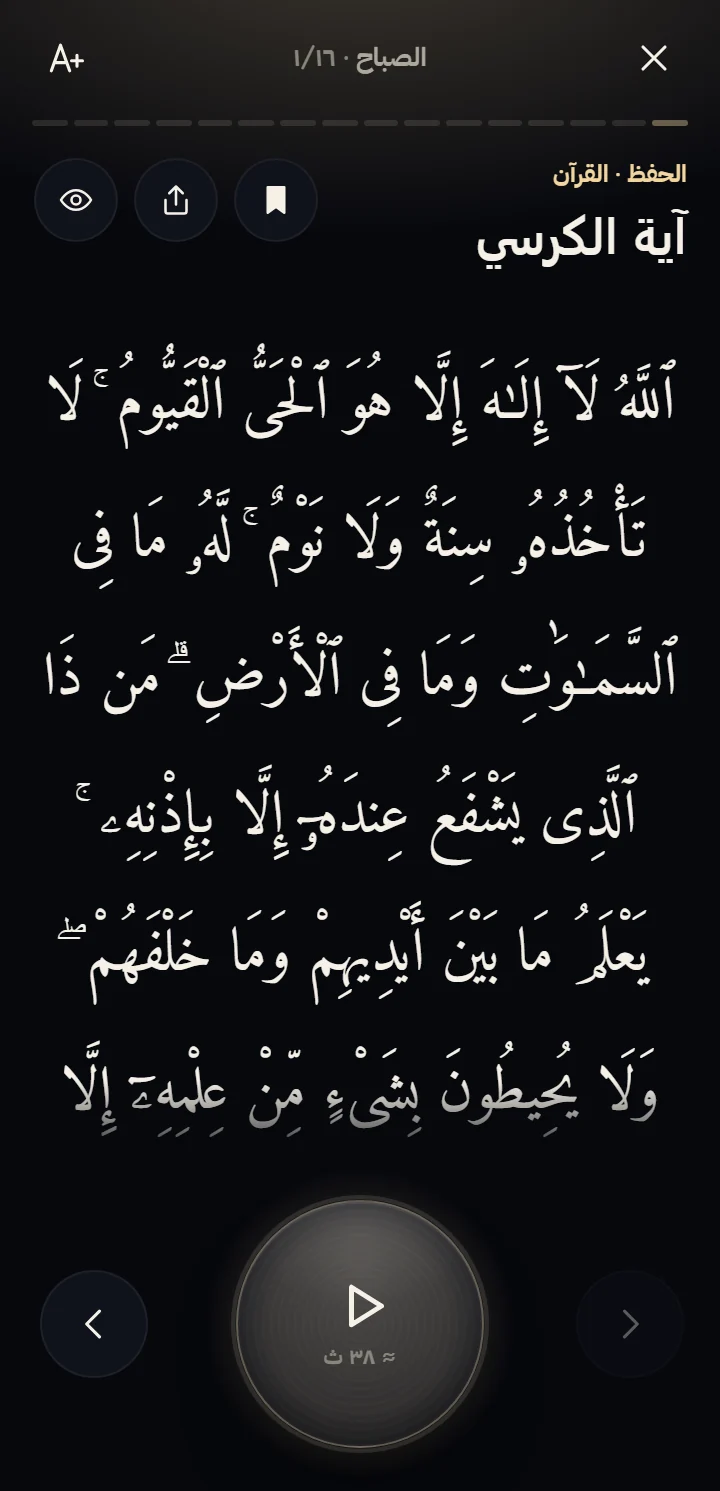 الصباح · ١/١٦
A+
الحفظ · القرآن
آية الكرسي
ٱللَّهُ لَآ إِلَـٰهَ إِلَّا هُوَ ٱلْحَىُّ ٱلْقَيُّومُ ۚ لَا
تَأْخُذُهُۥ سِنَةٌ وَلَا نَوْمٌ ۚ لَّهُۥ مَا فِى
ٱلسَّمَـٰوَٰتِ وَمَا فِى ٱلْأَرْضِ ۗ مَن ذَا
ٱلَّذِى يَشْفَعُ عِندَهُۥٓ إِلَّا بِإِذْنِهِۦ ۚ
يَعْلَمُ مَا بَيْنَ أَيْدِيهِمْ وَمَا خَلْفَهُمْ ۖ
وَلَا يُحِيطُونَ بِشَىْءٍ مِّنْ عِلْمِهِۦٓ إِلَّا
≈ ٣٨ ث